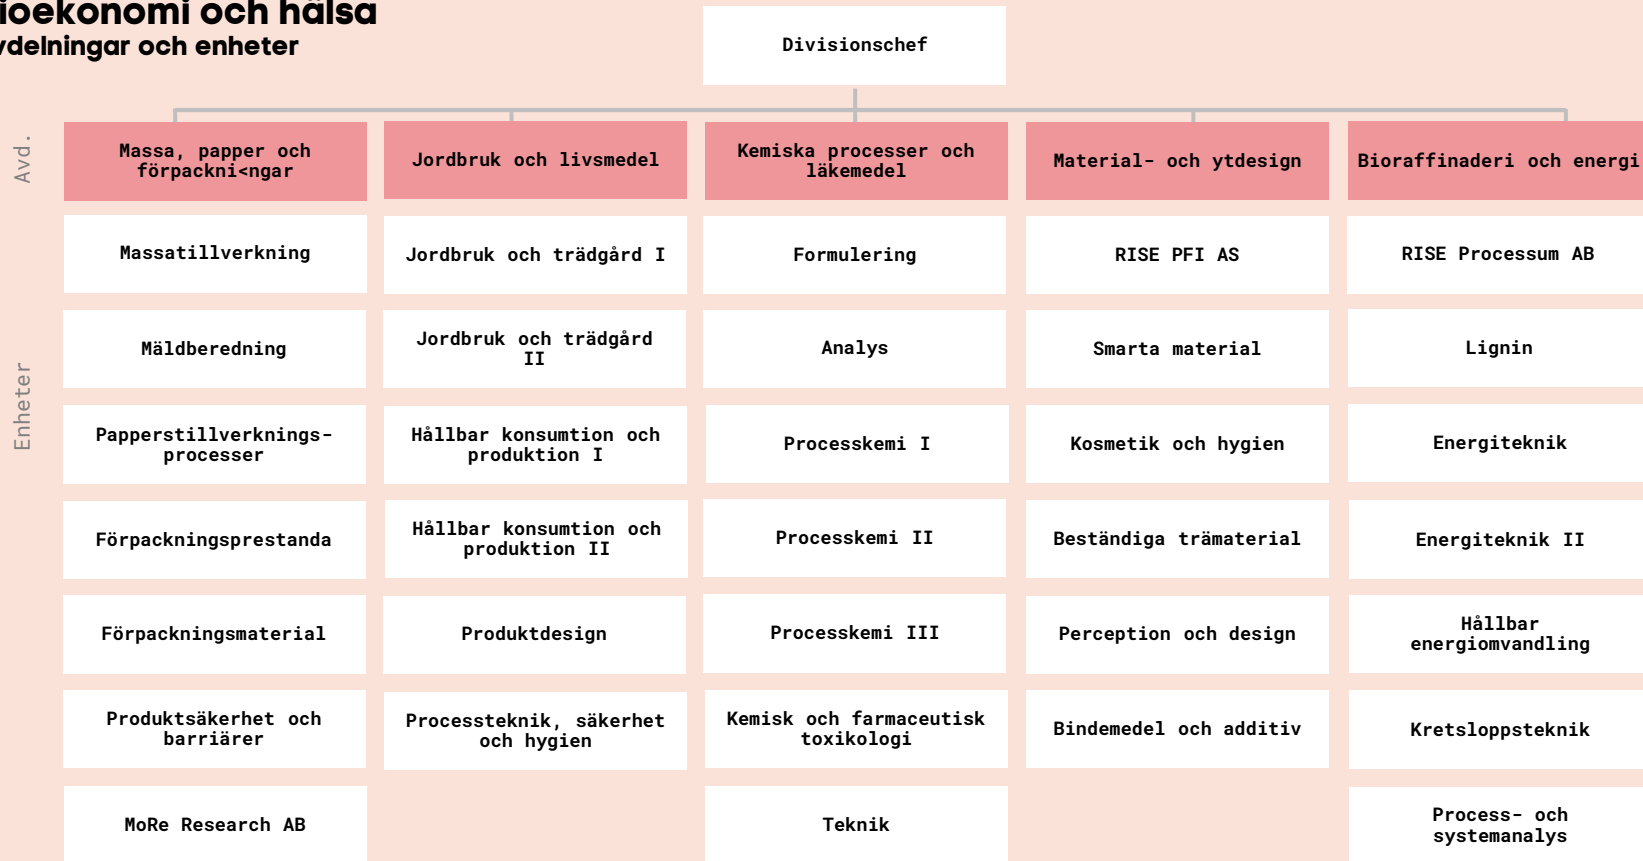 ioekonomi och hälsa
vdelningar och enheter
Divisionschef
Avd.
Massa, papper och
förpackni<ngar
Jordbruk och livsmedel
Kemiska processer och
läkemedel
Material- och ytdesign
Bioraffinaderi och energi
Enheter
Massatillverkning
Jordbruk och trädgård I
Formulering
RISE PFI AS
RISE Processum AB
Mäldberedning
Jordbruk och trädgård
II
Analys
Smarta material
Lignin
Papperstillverknings-
processer
Hållbar konsumtion och
produktion I
Processkemi I
Kosmetik och hygien
Energiteknik
Förpackningsprestanda
Hållbar konsumtion och
produktion II
Processkemi II
Beständiga trämaterial
Energiteknik II
Förpackningsmaterial
Produktdesign
Processkemi III
Perception och design
Hållbar
energiomvandling
Produktsäkerhet och
barriärer
Processteknik, säkerhet
och hygien
Kemisk och farmaceutisk
toxikologi
Bindemedel och additiv
Kretsloppsteknik
MoRe Research AB
Teknik
Process- och
systemanalys